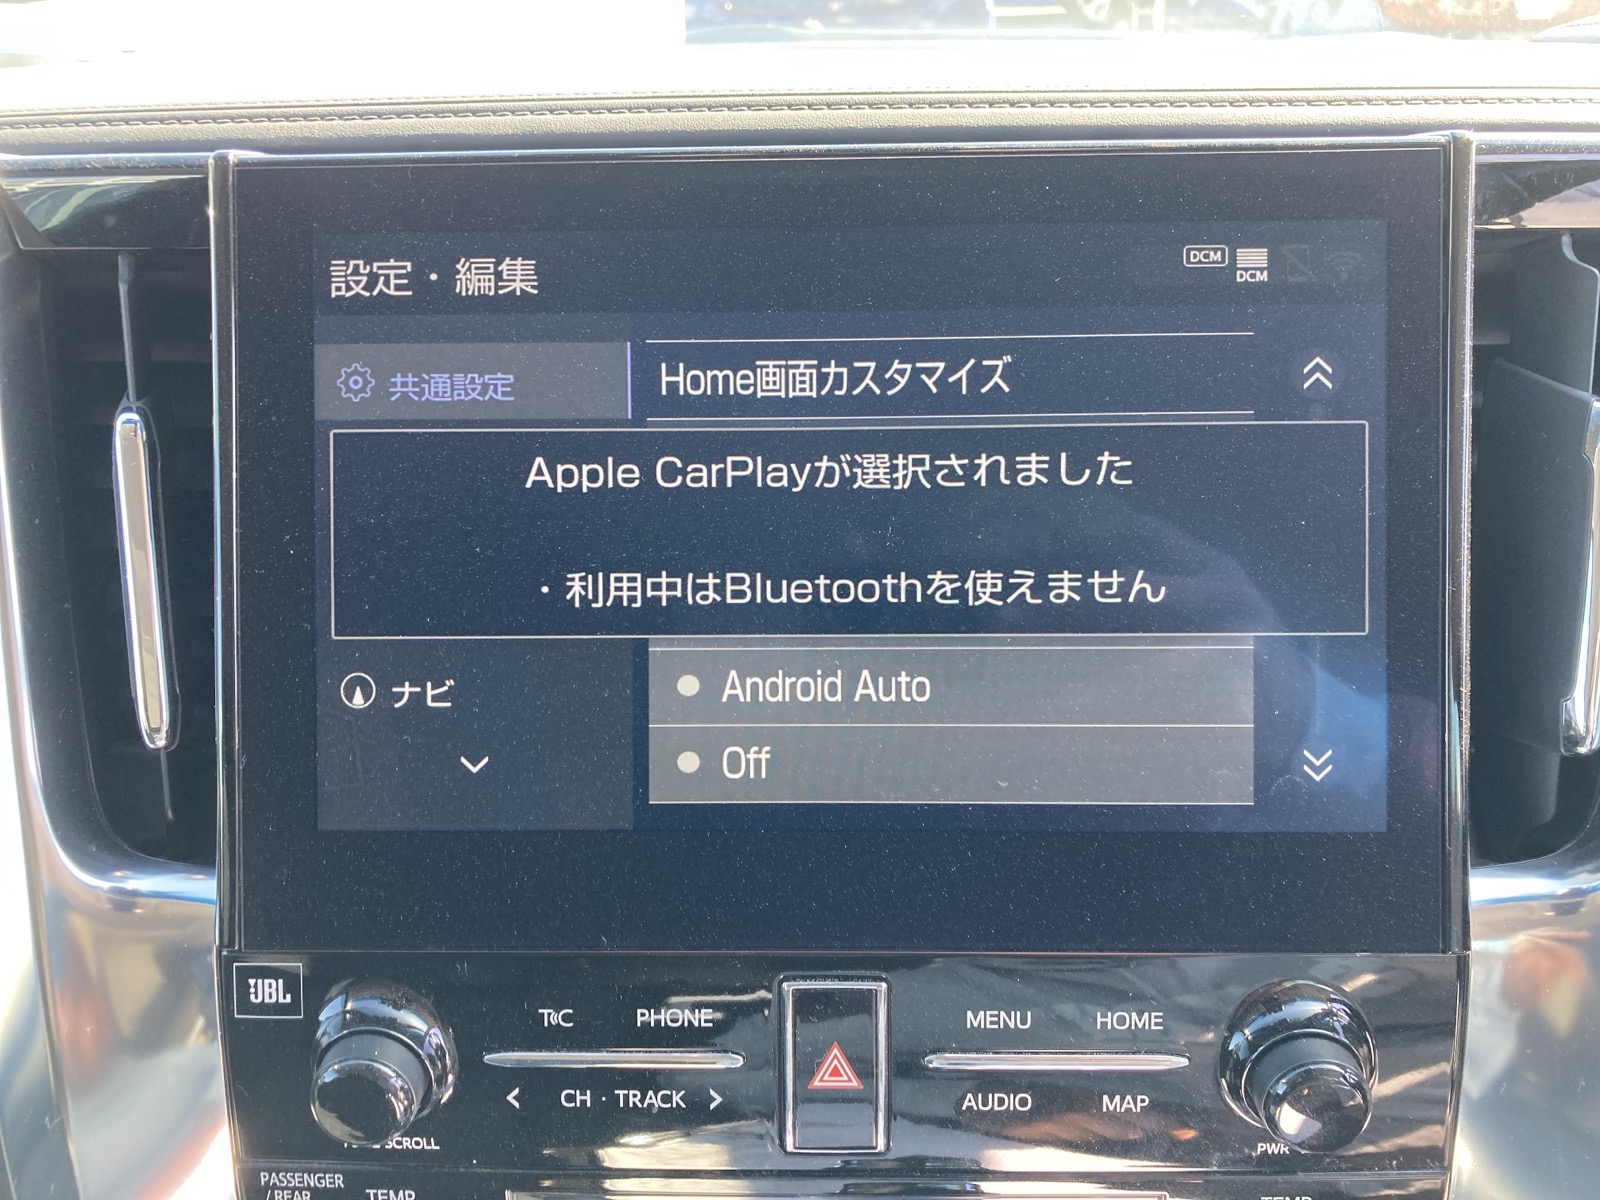 設定・編集
DCM
DCM
共通設定
Home画面カスタマイズ
Apple CarPlayが選択されました
・利用中はBluetoothを使えません
ナビ
Android Auto
Off
JBL
T
PHONE
MENU
HOME
< CH・TRACK >
AUDIO
MAP
SCROLL
PWR
PASSENGER
/REAR
TEMP
TEMP